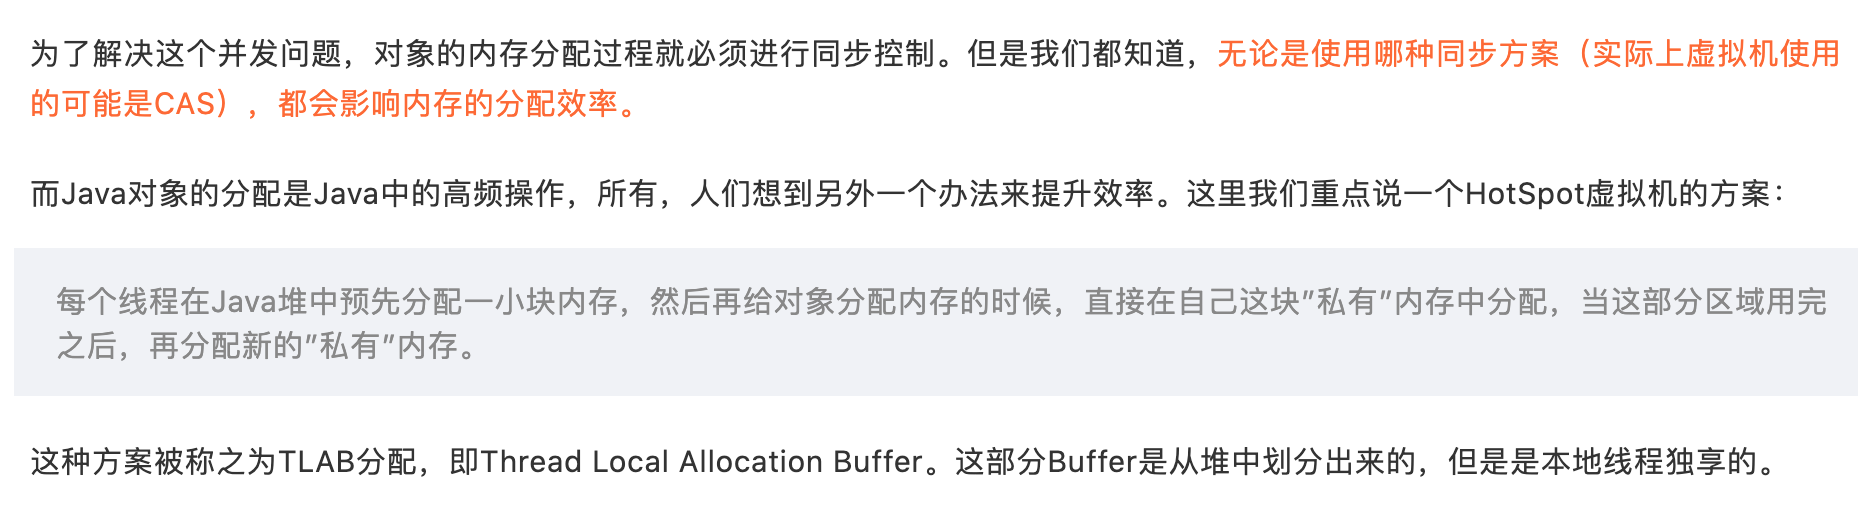 为了解决这个并发问题，对象的内存分配过程就必须进行同步控制。但是我们都知道，无论是使用哪种同步方案（实际上虚拟机使用
的可能是CAS），都会影响内存的分配效率。
而Java对象的分配是Java中的高频操作，所有，人们想到另外一个办法来提升效率。这里我们重点说一个HotSpot虚拟机的方案：
每个线程在Java堆中预先分配一小块内存，然后再给对象分配内存的时候，直接在自己这块"私有"内存中分配，当这部分区域用完
之后，再分配新的"私有"内存。
这种方案被称之为TLAB分配，即Thread Local Allocation Buffer。这部分Buffer是从堆中划分出来的，但是是本地线程独享的。